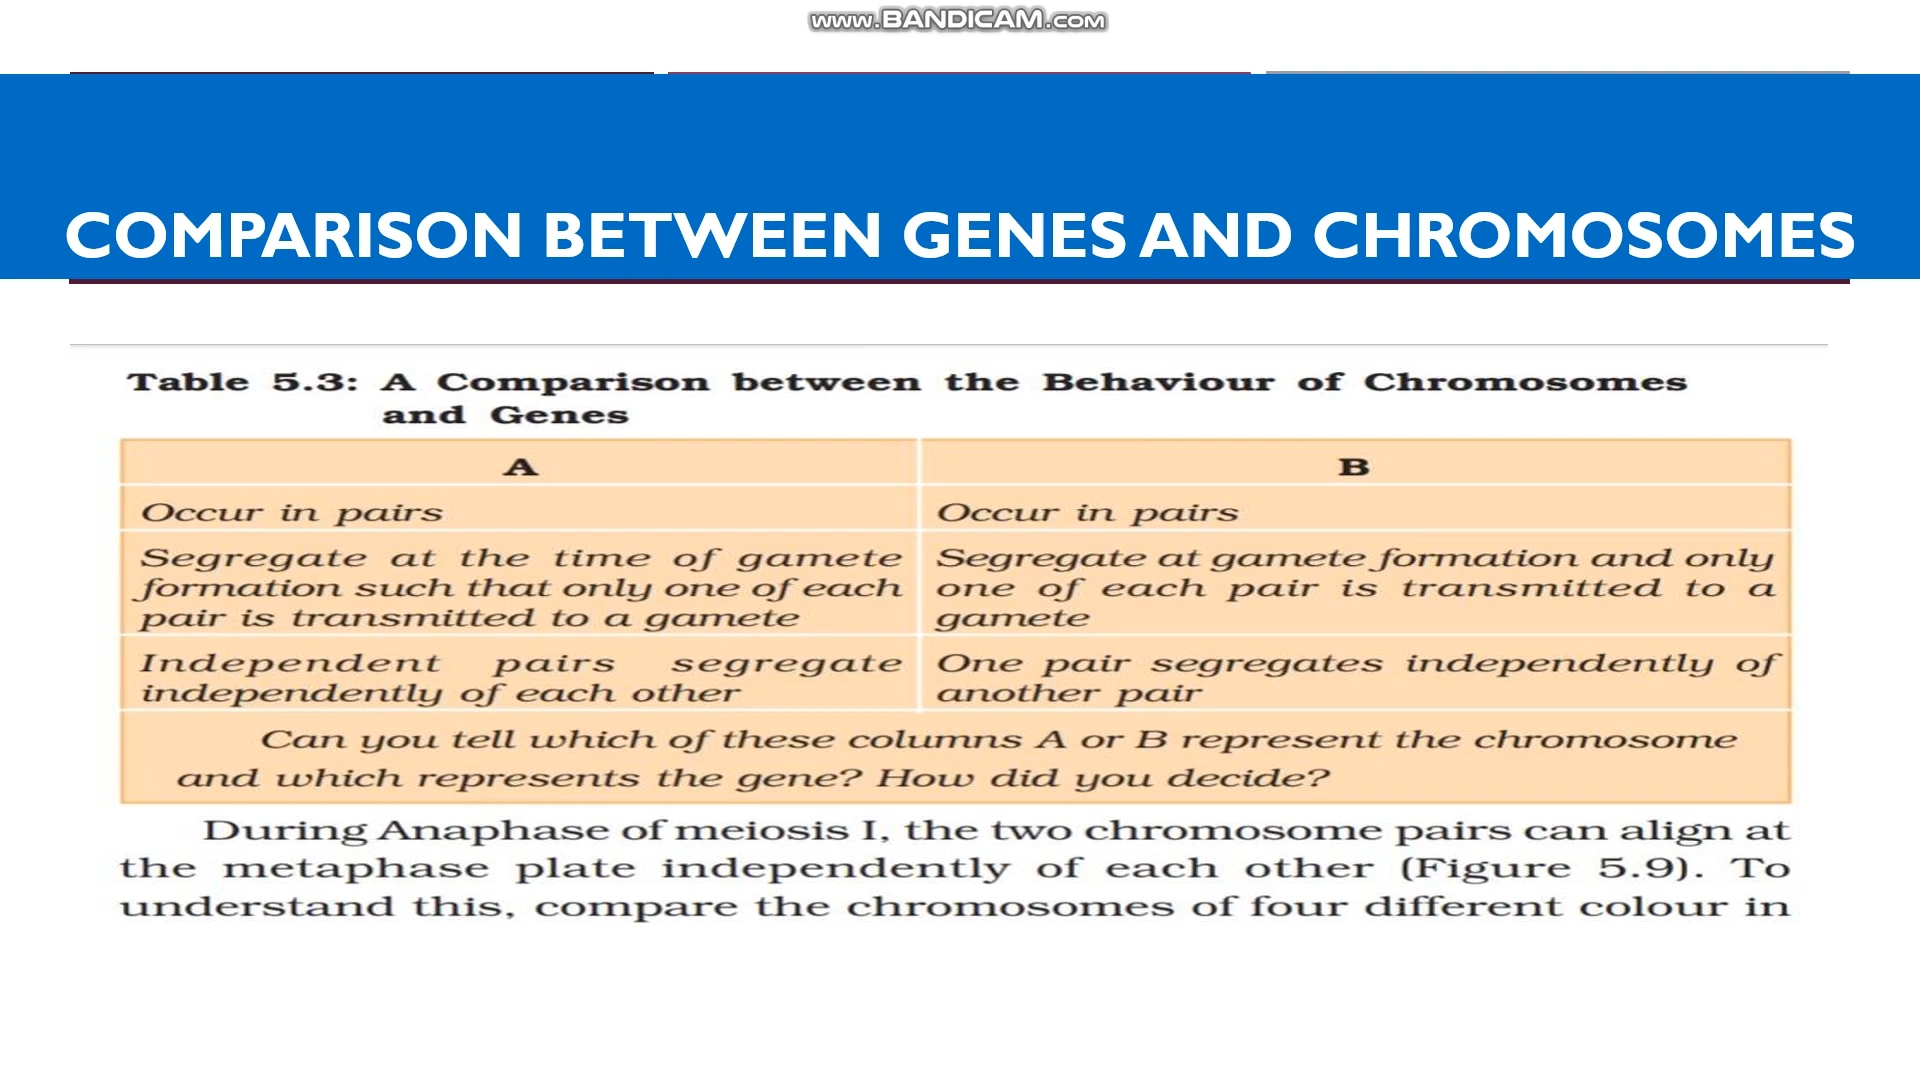 www.BANDICAM.com
COMPARISON BETWEEN GENES AND CHROMOSOMES
Table 5.3: A Comparison between the Behaviour of Chromosomes
and Genes
A
B
Occur in pairs
Occur in pairs
Segregate at the time of gamete
formation such that only one of each
pair is transmitted to a gamete
Segregate at gamete formation and only
one of each pair is transmitted to a
gamete
Independent pairs segregate
independently of each other
One pair segregates independently of
another pair
Can you tell which of these columns A or B represent the chromosome
and which represents the gene? How did you decide?
During Anaphase of meiosis I, the two chromosome pairs can align at
the metaphase plate independently of each other (Figure 5.9). To
understand this, compare the chromosomes of four different colour in